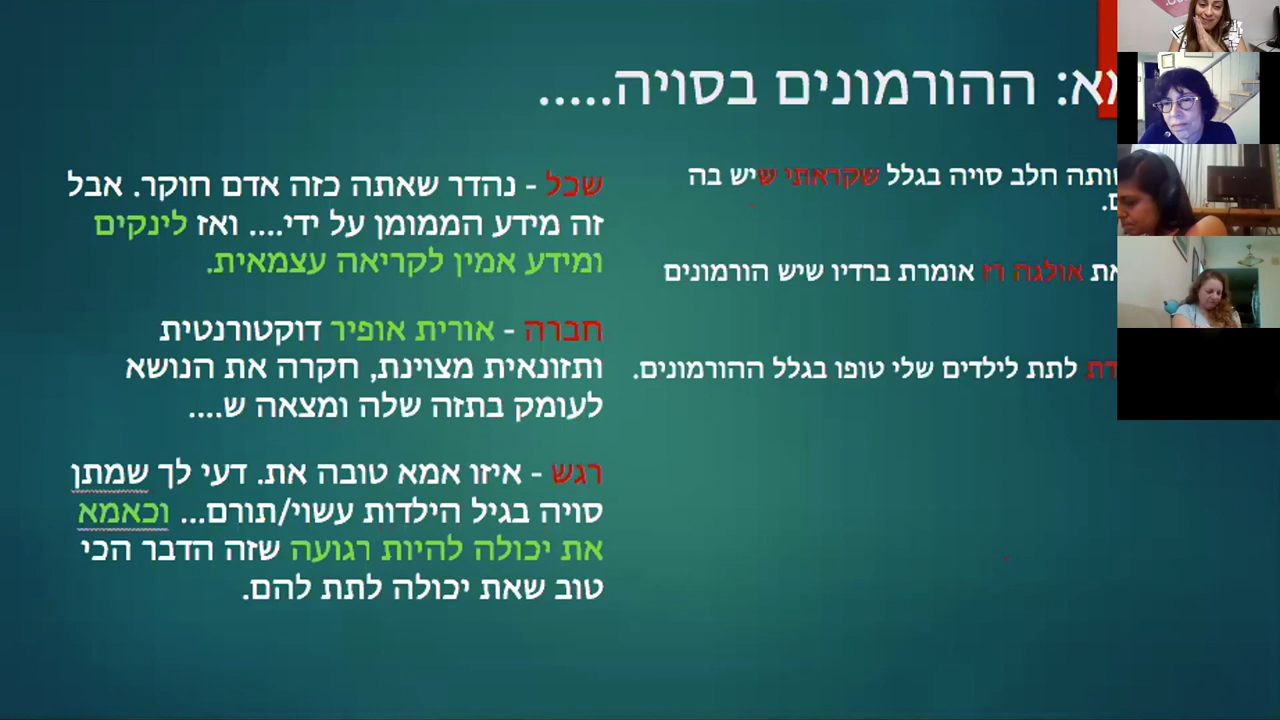 ההורמונים בסויה.....
חלב סויה בגלל שקראתי שיש בה
אולגה רז אומרת ברדיו שיש הורמונים
לתת לילדים שלי טופו בגלל ההורמונים.
שכל - נהדר שאתה כזה אדם חוקר. אבל
זה מידע הממומן על ידי.... ואז לינקים
ומידע אמין לקריאה עצמאית.
חברה - אורית אופיר דוקטורנטית
ותזונאית מצוינת, חקרה את הנושא
לעומק בתזה שלה ומצאה ש....
רגש - איזו אמא טובה את. דעי לך שמתן
סויה בגיל הילדות עשוי/תורם... וכאמא
את יכולה להיות רגועה שזה הדבר הכי
טוב שאת יכולה לתת להם.